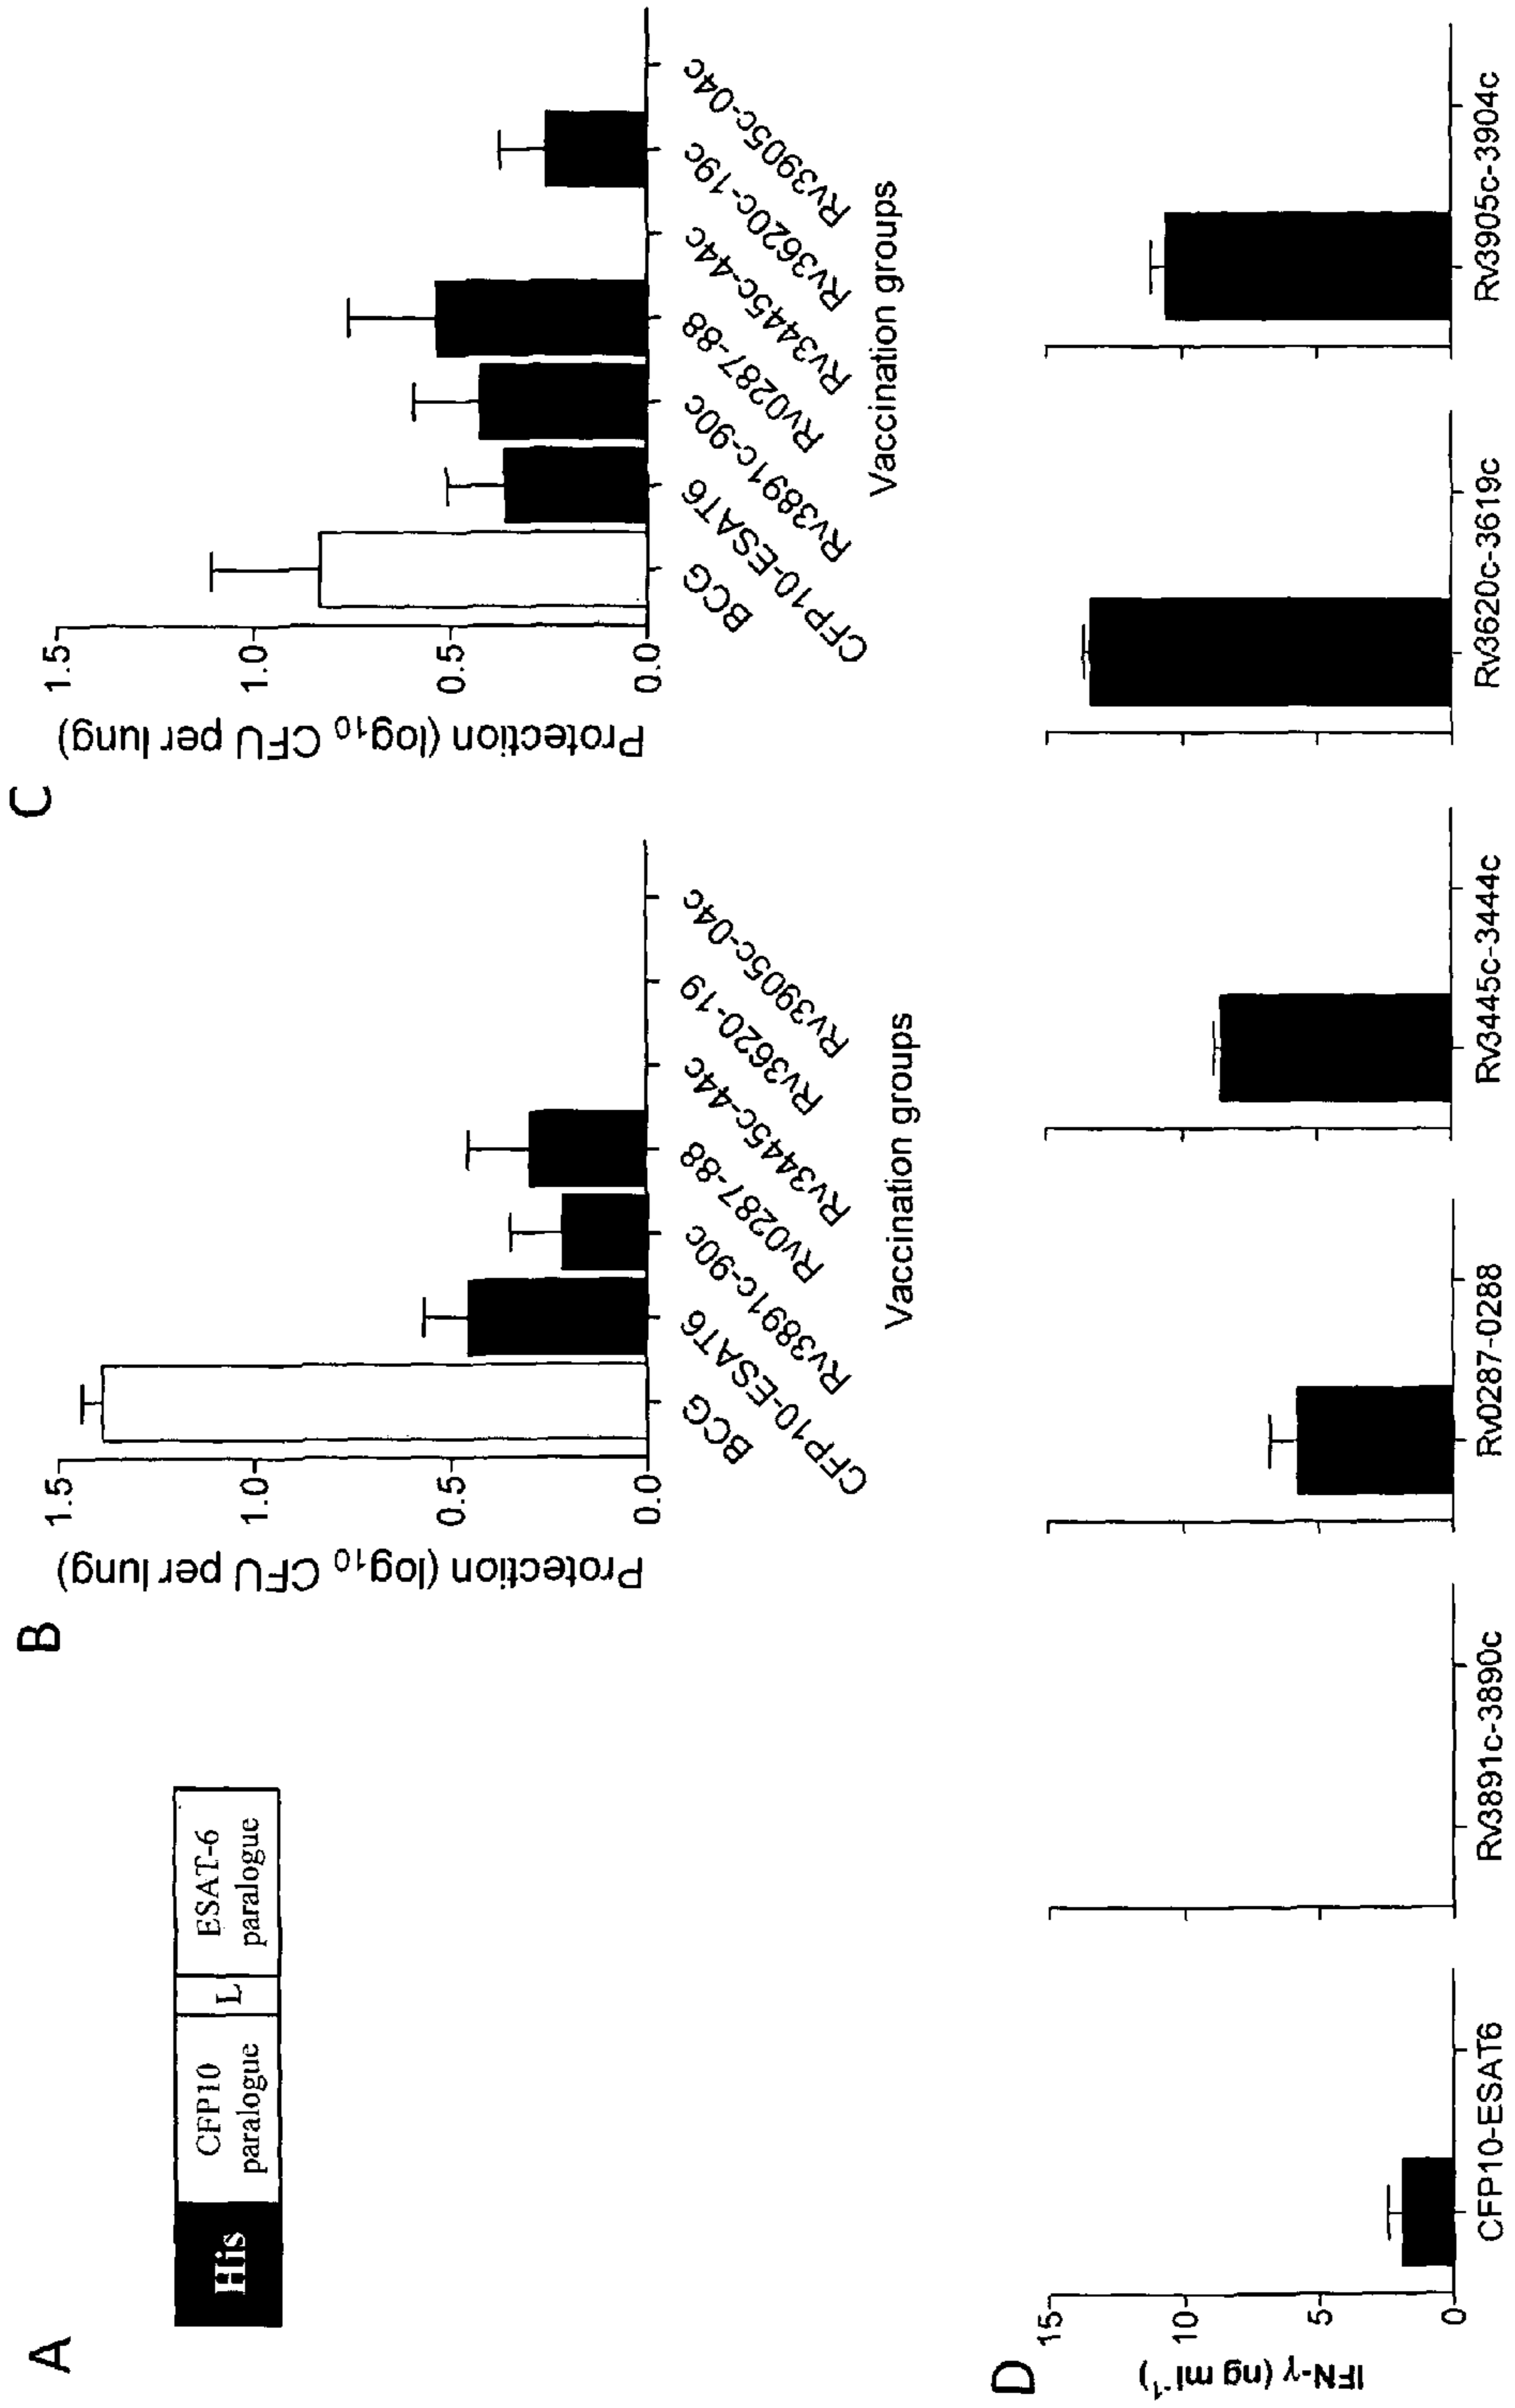 A
His
CFP10
paralogue
L
ESAT-6
paralogue
B
Protection (log10 CFU per lung)
1.5
1.0
0.5
0.0
BCG
CFP10-ESAT6
Rv3891c-90c
Rv0287-88
Rv3445c-44c
Rv3620-19
Rv3905c-04c
Vaccination groups
C
Protection (log10 CFU per lung)
1.5
1.0
0.5
0.0
BCG
CFP10-ESAT6
Rv3891c-90c
Rv0287-88
Rv3445c-44c
Rv3620c-19c
Rv3905c-04c
Vaccination groups
D
IFN-γ (ng ml-1)
15
10
5
0
CFP10-ESAT6
Rv3891c-3890c
Rv0287-0288
Rv3445c-3444c
Rv3620c-3619c
Rv3905c-3904c